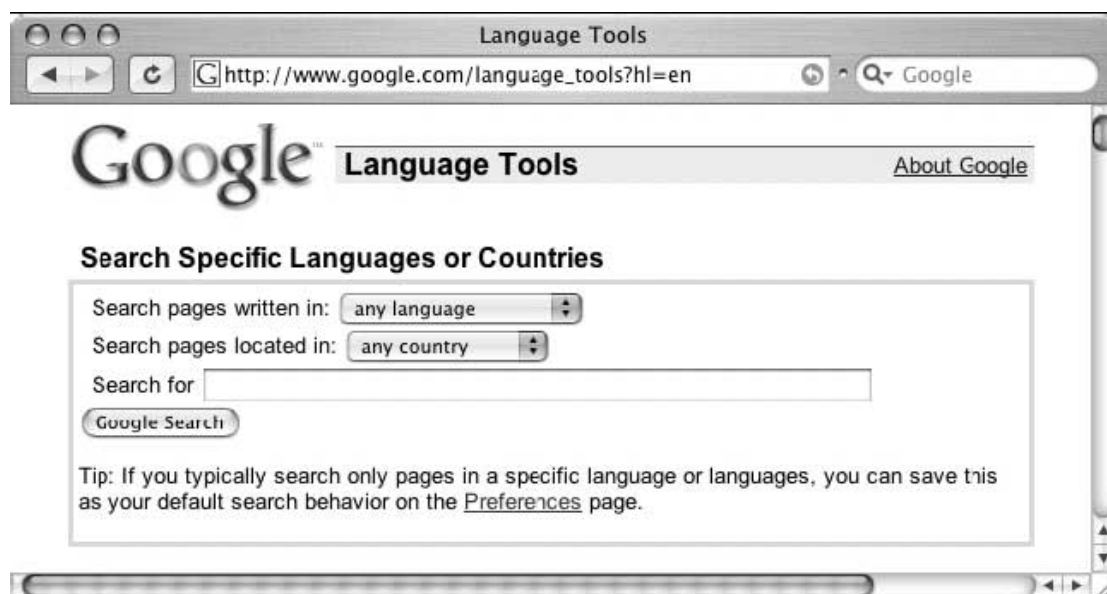 Language Tools
G http://www.google.com/language_tools?hl=en Google
Google™ Language Tools About Google
Search Specific Languages or Countries
Search pages written in: any language
Search pages located in: any country
Search for
Google Search
Tip: If you typically search only pages in a specific language or languages, you can save this
as your default search behavior on the Preferences page.